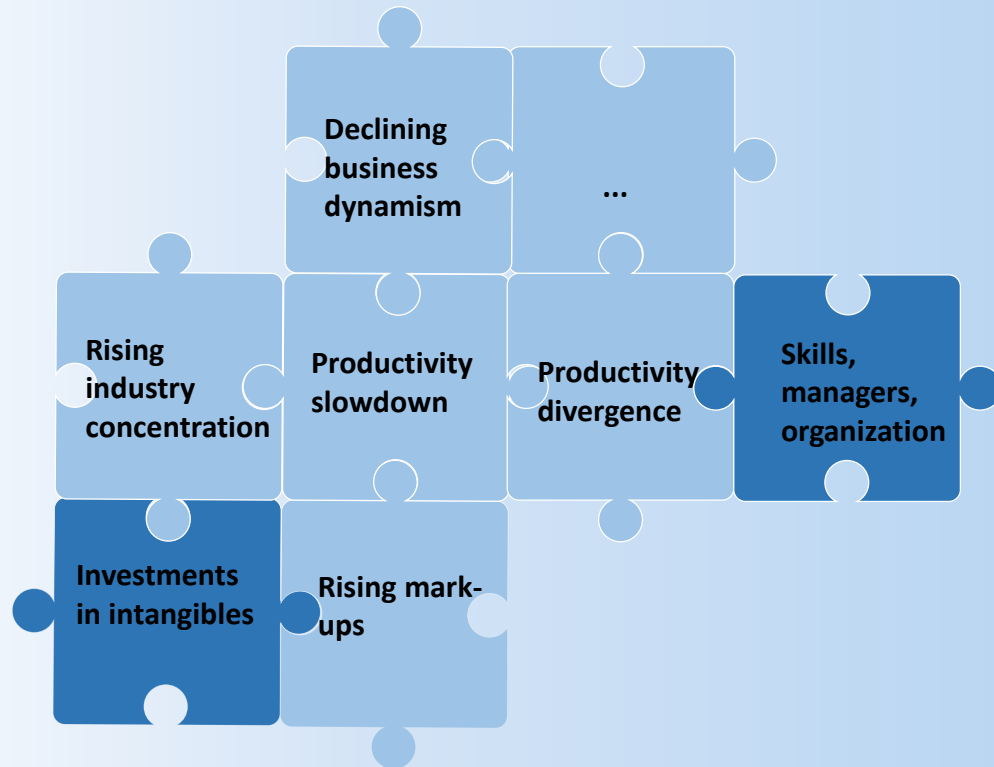 Declining
business
dynamism
...
Rising
industry
concentration
Productivity
slowdown
Productivity
divergence
Skills,
managers,
organization
Investments
in intangibles
Rising mark-
ups